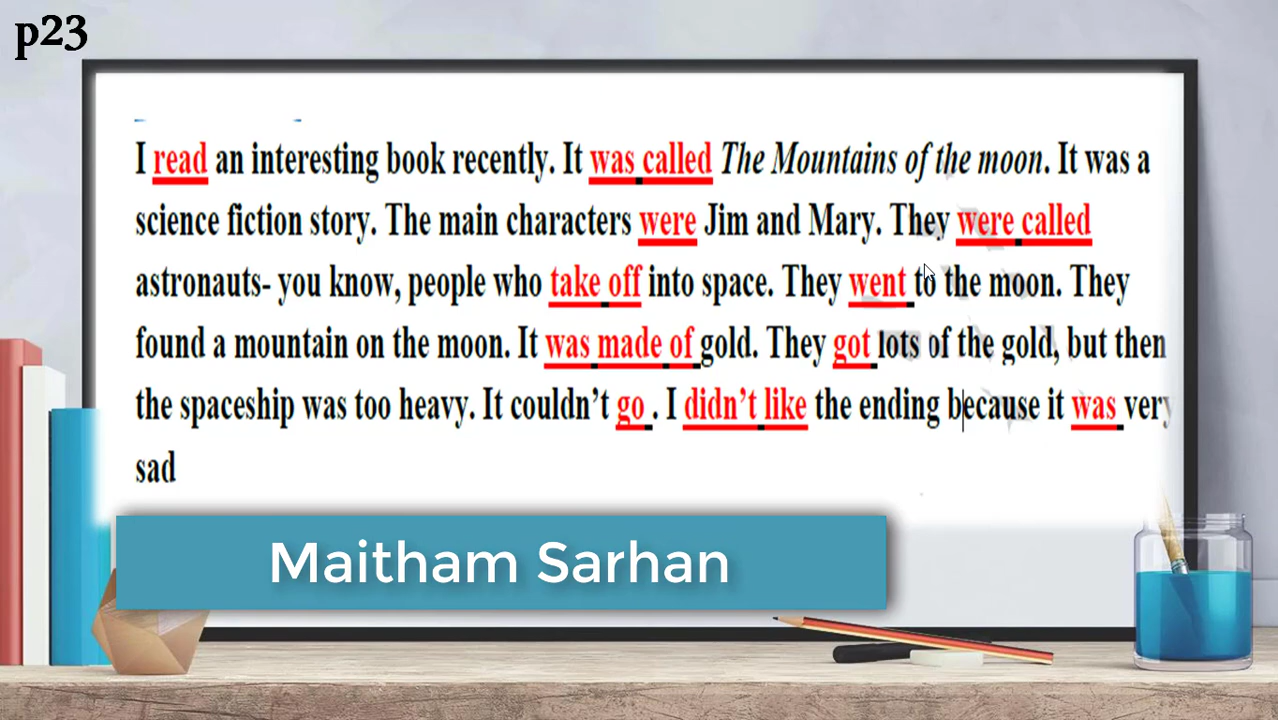 p23
I read an interesting book recently. It was called The Mountains of the moon. It was a
science fiction story. The main characters were Jim and Mary. They were called
astronauts- you know, people who take off into space. They went to the moon. They
found a mountain on the moon. It was made of gold. They got lots of the gold, but then
the spaceship was too heavy. It couldn’t go . I didn’t like the ending because it was very
sad
Maitham Sarhan